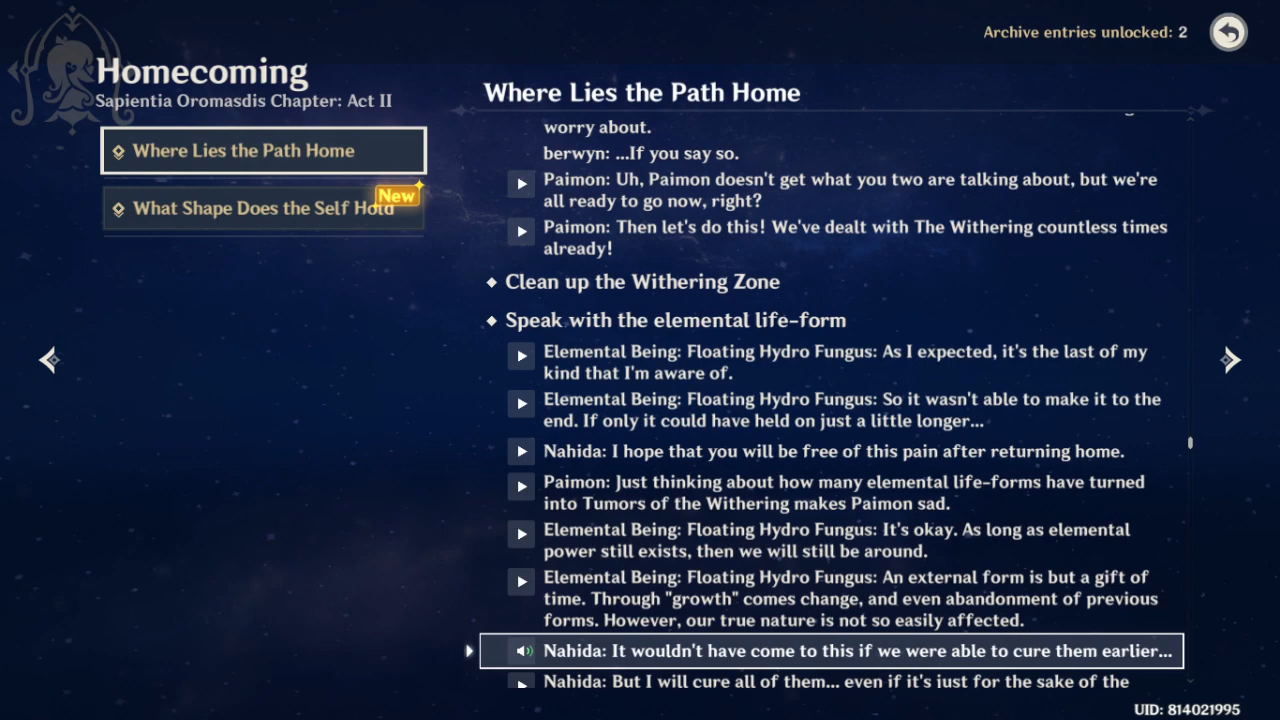 Archive entries unlocked: 2
Homecoming
Sapientia Oromasdis Chapter: Act II
Where Lies the Path Home
New
What Shape Does the Self Hold
Where Lies the Path Home
worry about.
berwyn: ...If you say so.
Paimon: Uh, Paimon doesn't get what you two are talking about, but we're
all ready to go now, right?
Paimon: Then let's do this! We've dealt with The Withering countless times
already!
Clean up the Withering Zone
Speak with the elemental life-form
Elemental Being: Floating Hydro Fungus: As I expected, it's the last of my
kind that I'm aware of.
Elemental Being: Floating Hydro Fungus: So it wasn't able to make it to the
end. If only it could have held on just a little longer...
Nahida: I hope that you will be free of this pain after returning home.
Paimon: Just thinking about how many elemental life-forms have turned
into Tumors of the Withering makes Paimon sad.
Elemental Being: Floating Hydro Fungus: It's okay. As long as elemental
power still exists, then we will still be around.
Elemental Being: Floating Hydro Fungus: An external form is but a gift of
time. Through "growth" comes change, and even abandonment of previous
forms. However, our true nature is not so easily affected.
Nahida: It wouldn't have come to this if we were able to cure them earlier...
Nahida: But I will cure all of them... even if it's just for the sake of the
UID: 814021995